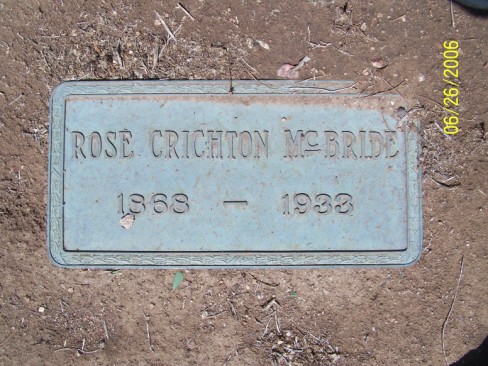 ROSE CRICHTON McBRIDE
1868 — 1933
06/26/2006